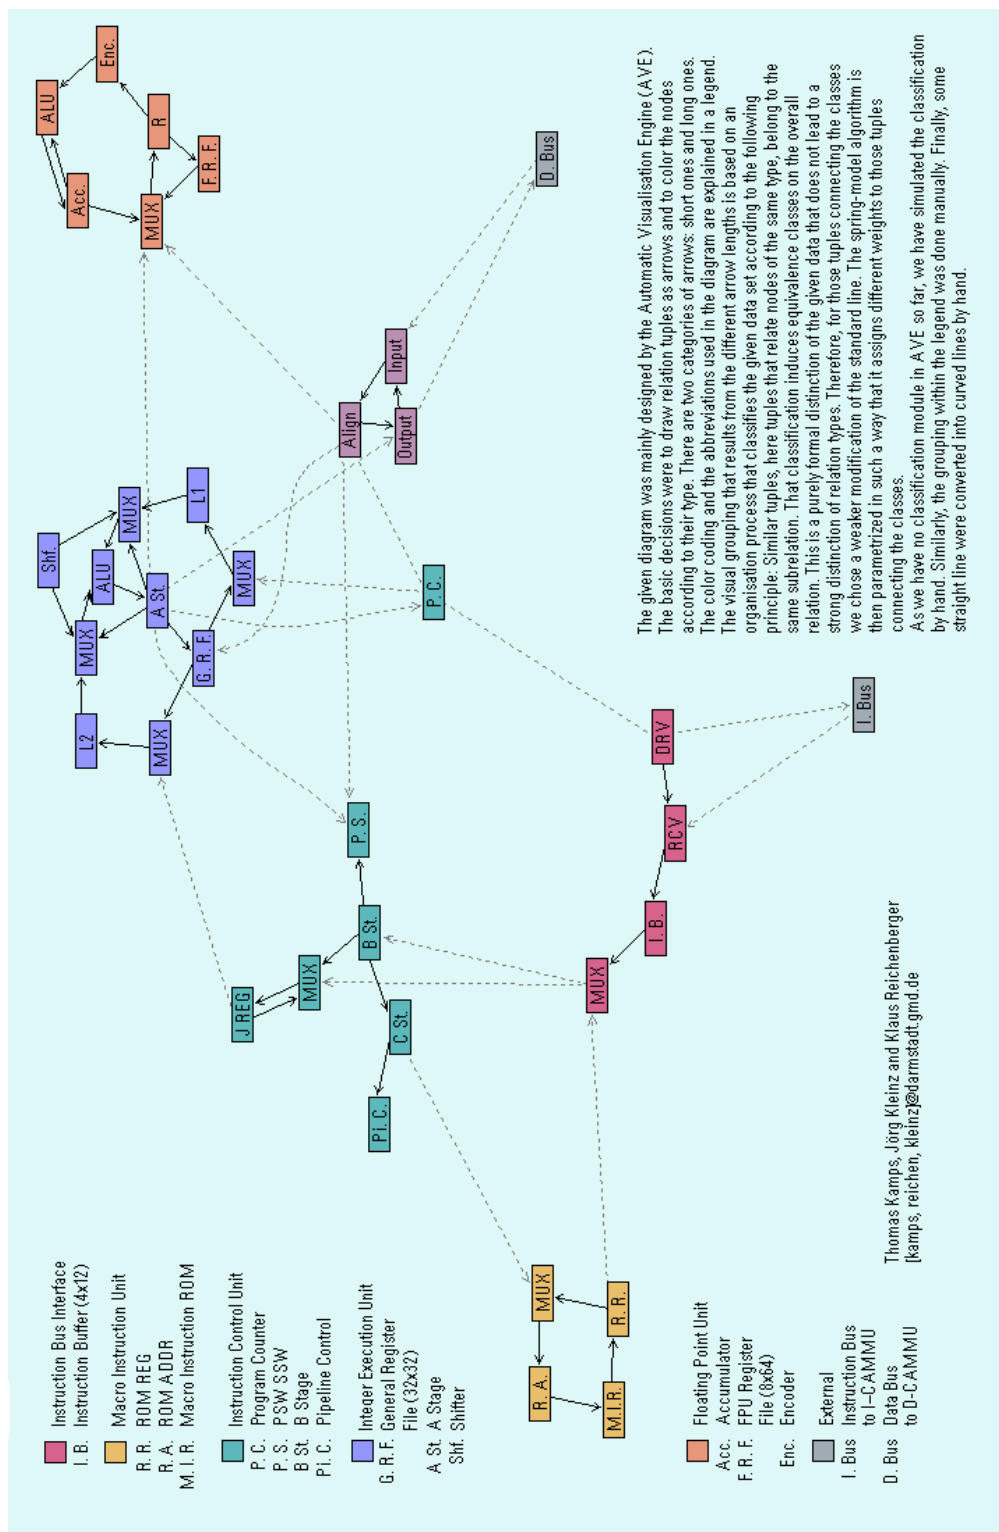 Instruction Bus Interface
I. B. Instruction Buffer (4x12)
Macro Instruction Unit
R. R. ROM REG
R. A. ROM ADDR
M. I. R. Macro Instruction ROM
Instruction Control Unit
P. C. Program Counter
P. S. PSW SSW
B St. B Stage
Pi. C. Pipeline Control
Integer Execution Unit
G. R. F. General Register
File (32x32)
A St. A Stage
Shf. Shifter
Floating Point Unit
Acc. Accumulator
F. R. F. FPU Register
File (8x64)
Enc. Encoder
External
I. Bus Instruction Bus
to I-CAMMU
D. Bus Data Bus
to D-CAMMU
R. A.
MUX
M.I.R.
R. R.
Pi. C.
C St.
J REG
MUX
B St.
P. S.
P. C.
MUX
I. B.
RCV
DRV
I. Bus
L2
MUX
MUX
G. R. F.
A St.
ALU
Shf.
MUX
MUX
L1
Align
Output
Input
D. Bus
Acc.
ALU
Enc.
MUX
R
F. R. F.
Thomas Kamps, Jörg Kleinz and Klaus Reichenberger
[kamps, reichen, kleinz]@darmstadt.gmd.de
The given diagram was mainly designed by the Automatic Visualisation Engine (AVE).
The basic decisions were to draw relation tuples as arrows and to color the nodes
according to their type. There are two categories of arrows: short ones and long ones.
The color coding and the abbreviations used in the diagram are explained in a legend.
The visual grouping that results from the different arrow lengths is based on an
organisation process that classifies the given data set according to the following
principle: Similar tuples, here tuples that relate nodes of the same type, belong to the
same subrelation. That classification induces equivalence classes on the overall
relation. This is a purely formal distinction of the given data that does not lead to a
strong distinction of relation types. Therefore, for those tuples connecting the classes
we chose a weaker modification of the standard line. The spring-model algorithm is
then parametrized in such a way that it assigns different weights to those tuples
connecting the classes.
As we have no classification module in AVE so far, we have simulated the classification
by hand. Similarly, the grouping within the legend was done manually. Finally, some
straight line were converted into curved lines by hand.